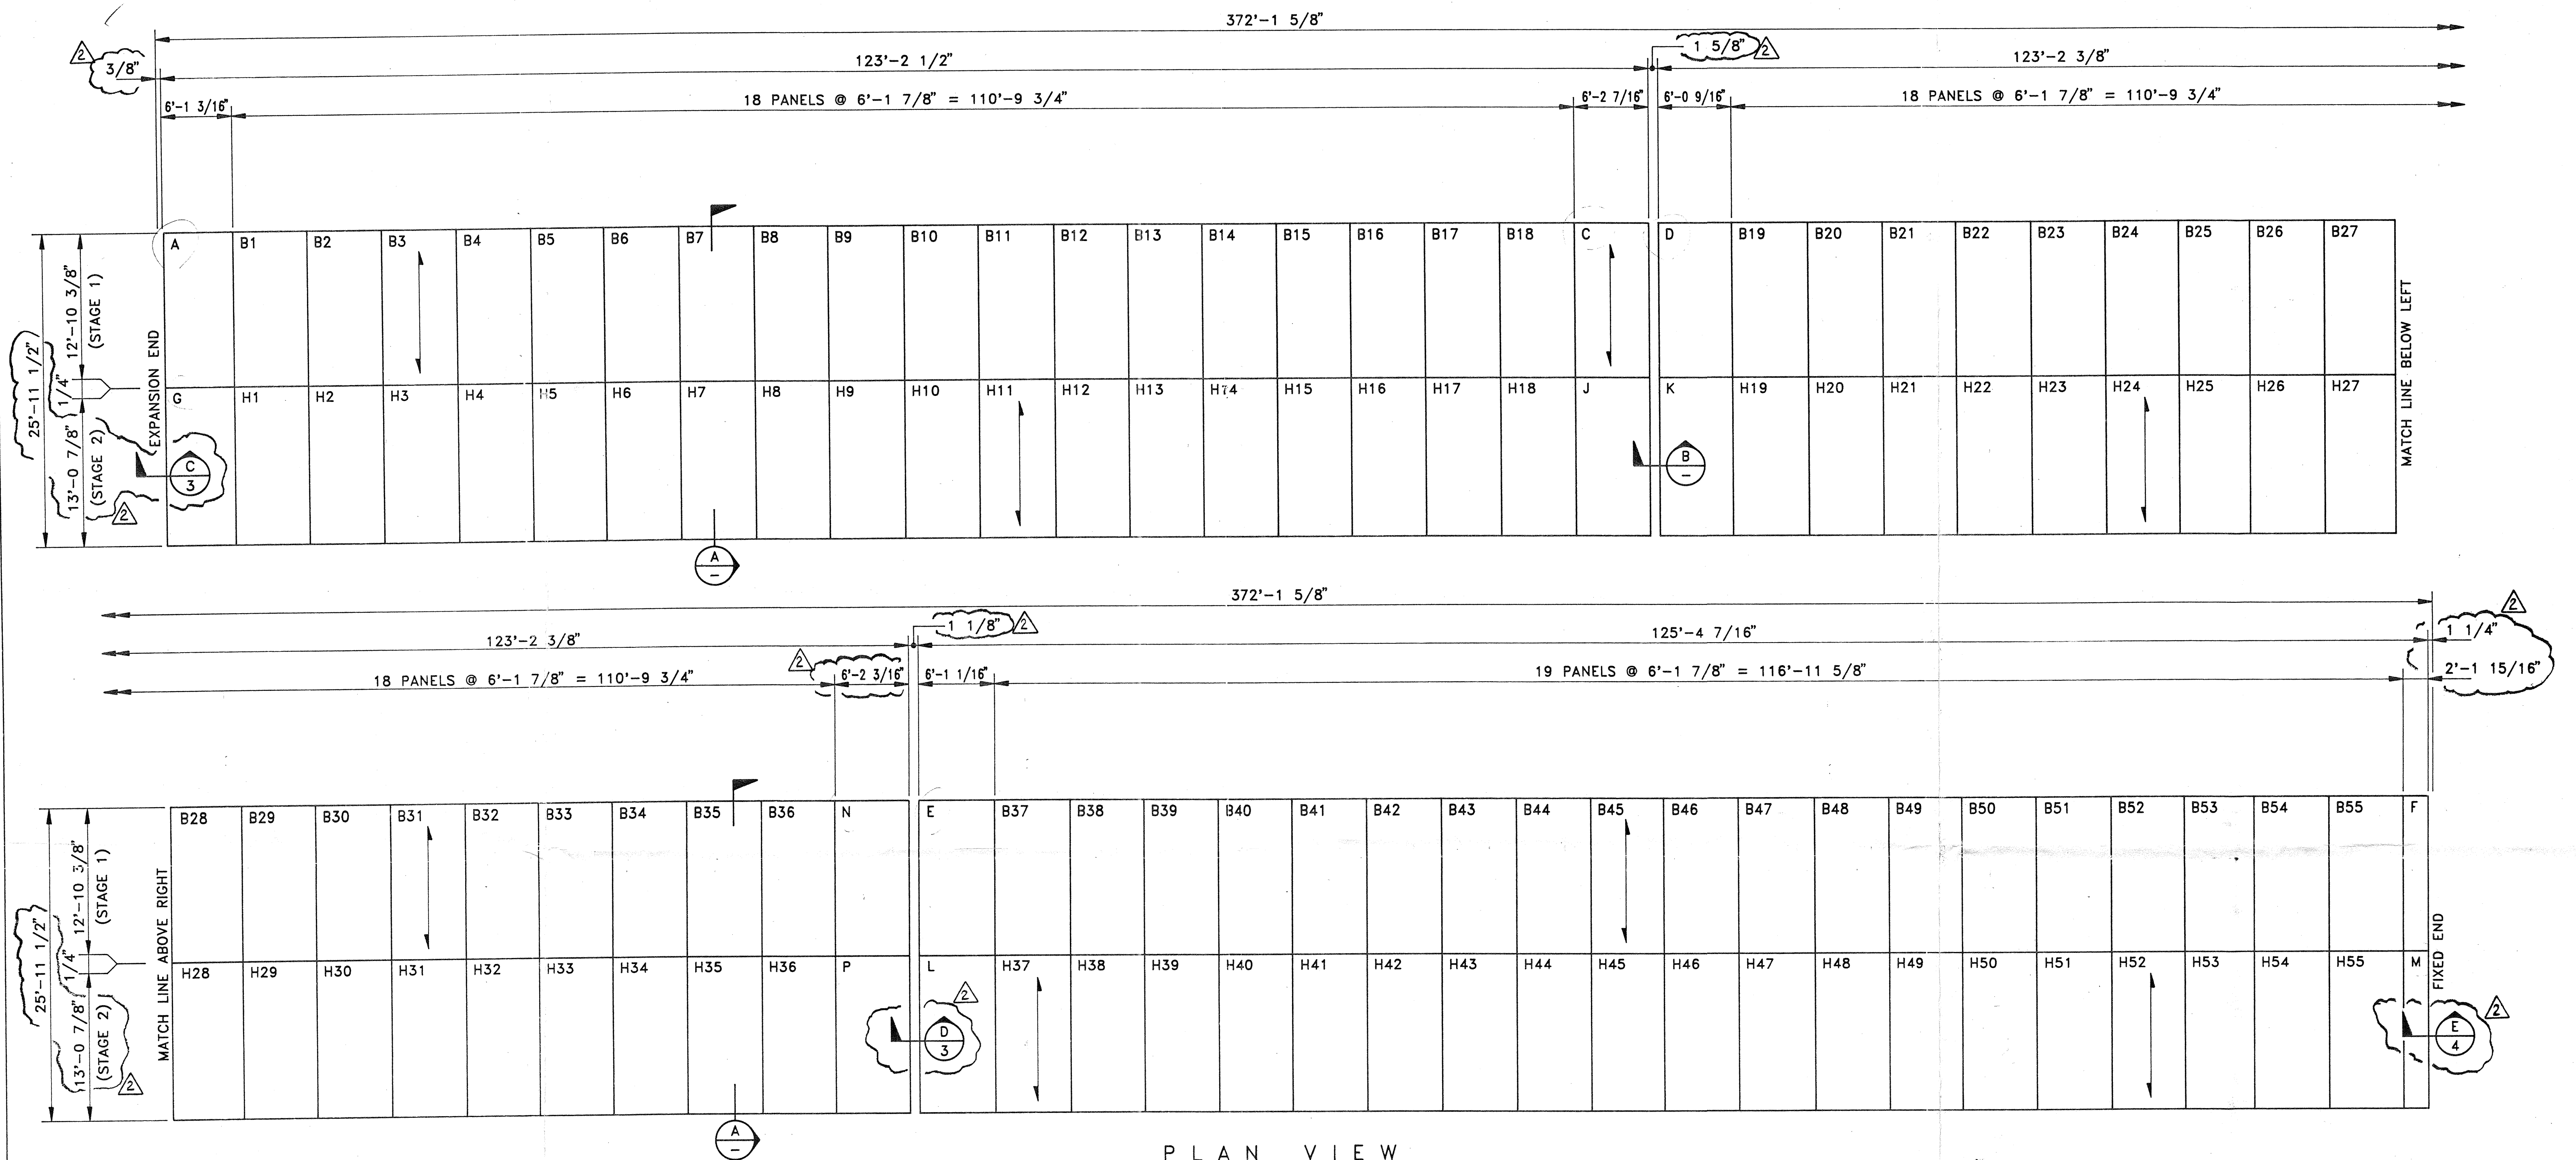 372'-1 5/8"
2
3/8"
123'-2 1/2"
1 5/8"
2
123'-2 3/8"
6'-1 3/16"
18 PANELS @ 6'-1 7/8" = 110'-9 3/4"
6'-2 7/16"
6'-0 9/16"
18 PANELS @ 6'-1 7/8" = 110'-9 3/4"
A B1 B2 B3 B4 B5 B6 B7 B8 B9 B10 B11 B12 B13 B14 B15 B16 B17 B18 C D B19 B20 B21 B22 B23 B24 B25 B26 B27
25'-11 1/2"
12'-10 3/8"
(STAGE 1)
1/4"
13'-0 7/8"
(STAGE 2)
2
EXPANSION END
MATCH LINE BELOW LEFT
G H1 H2 H3 H4 H5 H6 H7 H8 H9 H10 H11 H12 H13 H14 H15 H16 H17 H18 J K H19 H20 H21 H22 H23 H24 H25 H26 H27
C
3
B
–
A
–
372'-1 5/8"
123'-2 3/8"
1 1/8"
2
125'-4 7/16"
2
1 1/4"
18 PANELS @ 6'-1 7/8" = 110'-9 3/4"
2
6'-2 3/16"
6'-1 1/16"
19 PANELS @ 6'-1 7/8" = 116'-11 5/8"
2'-1 15/16"
B28 B29 B30 B31 B32 B33 B34 B35 B36 N E B37 B38 B39 B40 B41 B42 B43 B44 B45 B46 B47 B48 B49 B50 B51 B52 B53 B54 B55 F
25'-11 1/2"
12'-10 3/8"
(STAGE 1)
1/4"
13'-0 7/8"
(STAGE 2)
2
MATCH LINE ABOVE RIGHT
FIXED END
H28 H29 H30 H31 H32 H33 H34 H35 H36 P L H37 H38 H39 H40 H41 H42 H43 H44 H45 H46 H47 H48 H49 H50 H51 H52 H53 H54 H55 M
2
D
3
2
E
4
A
–
PLAN VIEW